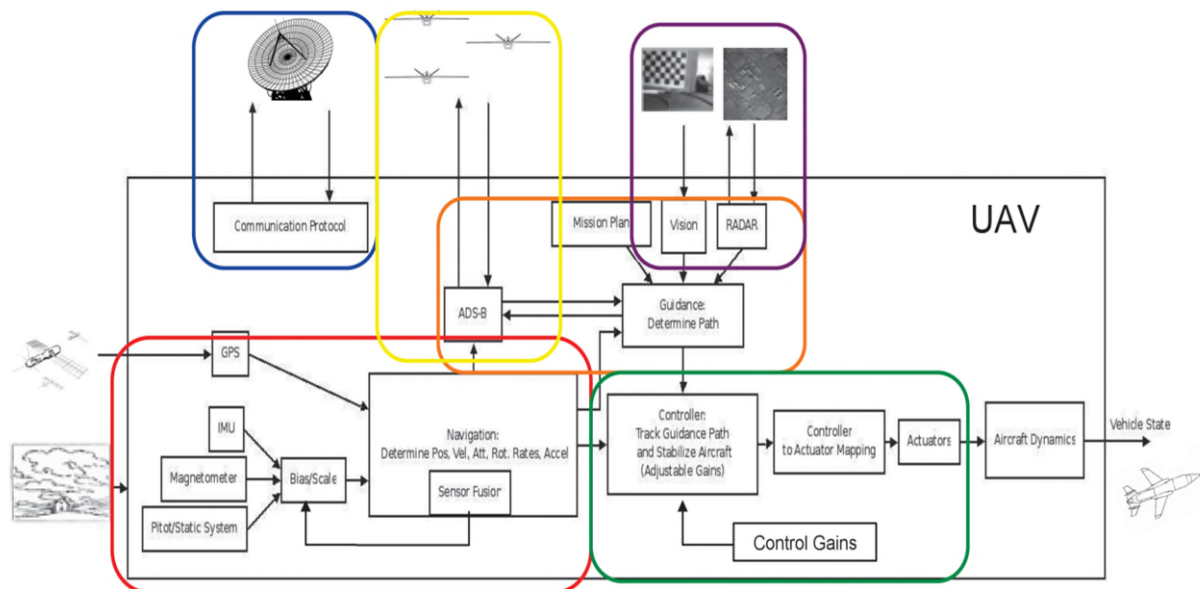 UAV
Communication Protocol
Mission Plan
Vision
RADAR
ADS-B
Guidance:
Determine Path
GPS
IMU
Magnetometer
Pitot/Static System
Bias/Scale
Navigation:
Determine Pos, Vel, Att, Rot. Rates, Accel
Sensor Fusion
Controller:
Track Guidance Path
and Stabilize Aircraft
(Adjustable Gains)
Controller
to Actuator Mapping
Actuators
Aircraft Dynamics
Vehicle State
Control Gains